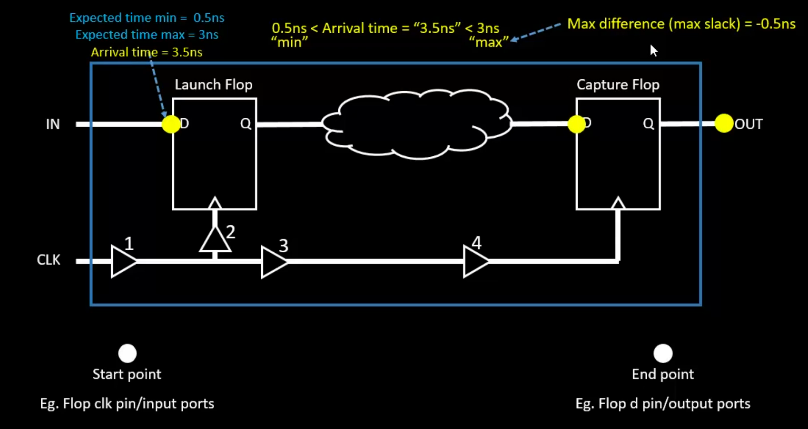 Expected time min = 0.5ns
Expected time max = 3ns
Arrival time = 3.5ns
0.5ns < Arrival time = “3.5ns” < 3ns
“min” “max”
Max difference (max slack) = -0.5ns
Launch Flop
Capture Flop
IN
D
Q
D
Q
OUT
1
2
3
4
CLK
Start point
End point
Eg. Flop clk pin/input ports
Eg. Flop d pin/output ports